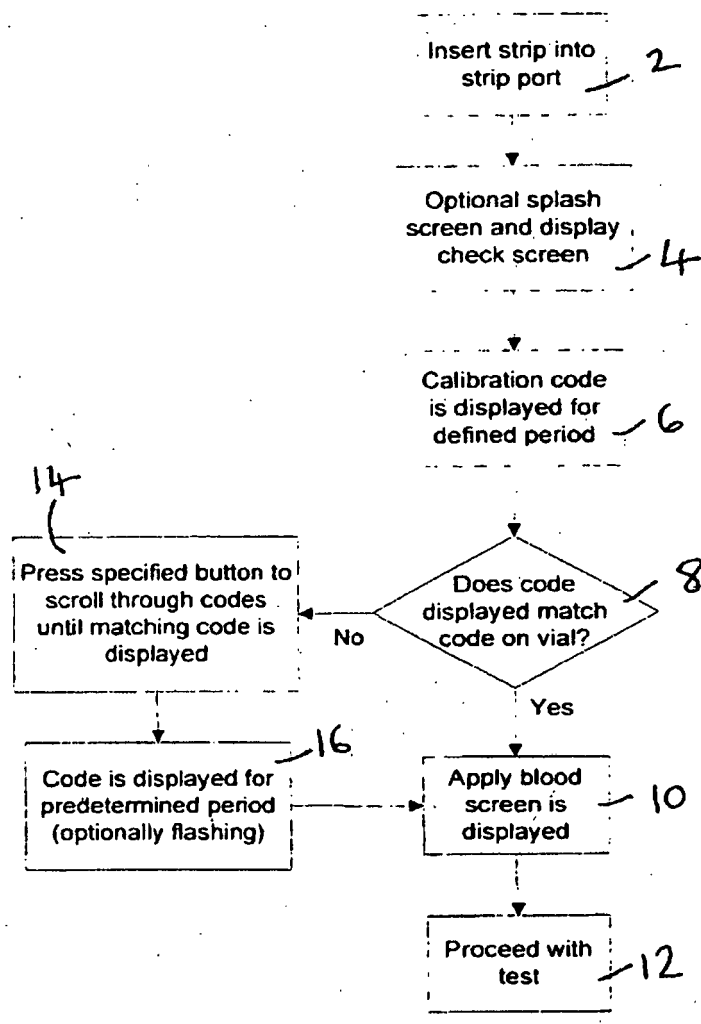 Insert strip into
strip port
2
Optional splash
screen and display
check screen
4
Calibration code
is displayed for
defined period
6
14
Press specified button to
scroll through codes
until matching code is
displayed
No
Does code
displayed match
code on vial?
8
Yes
16
Code is displayed for
predetermined period
(optionally flashing)
Apply blood
screen is
displayed
10
Proceed with
test
12